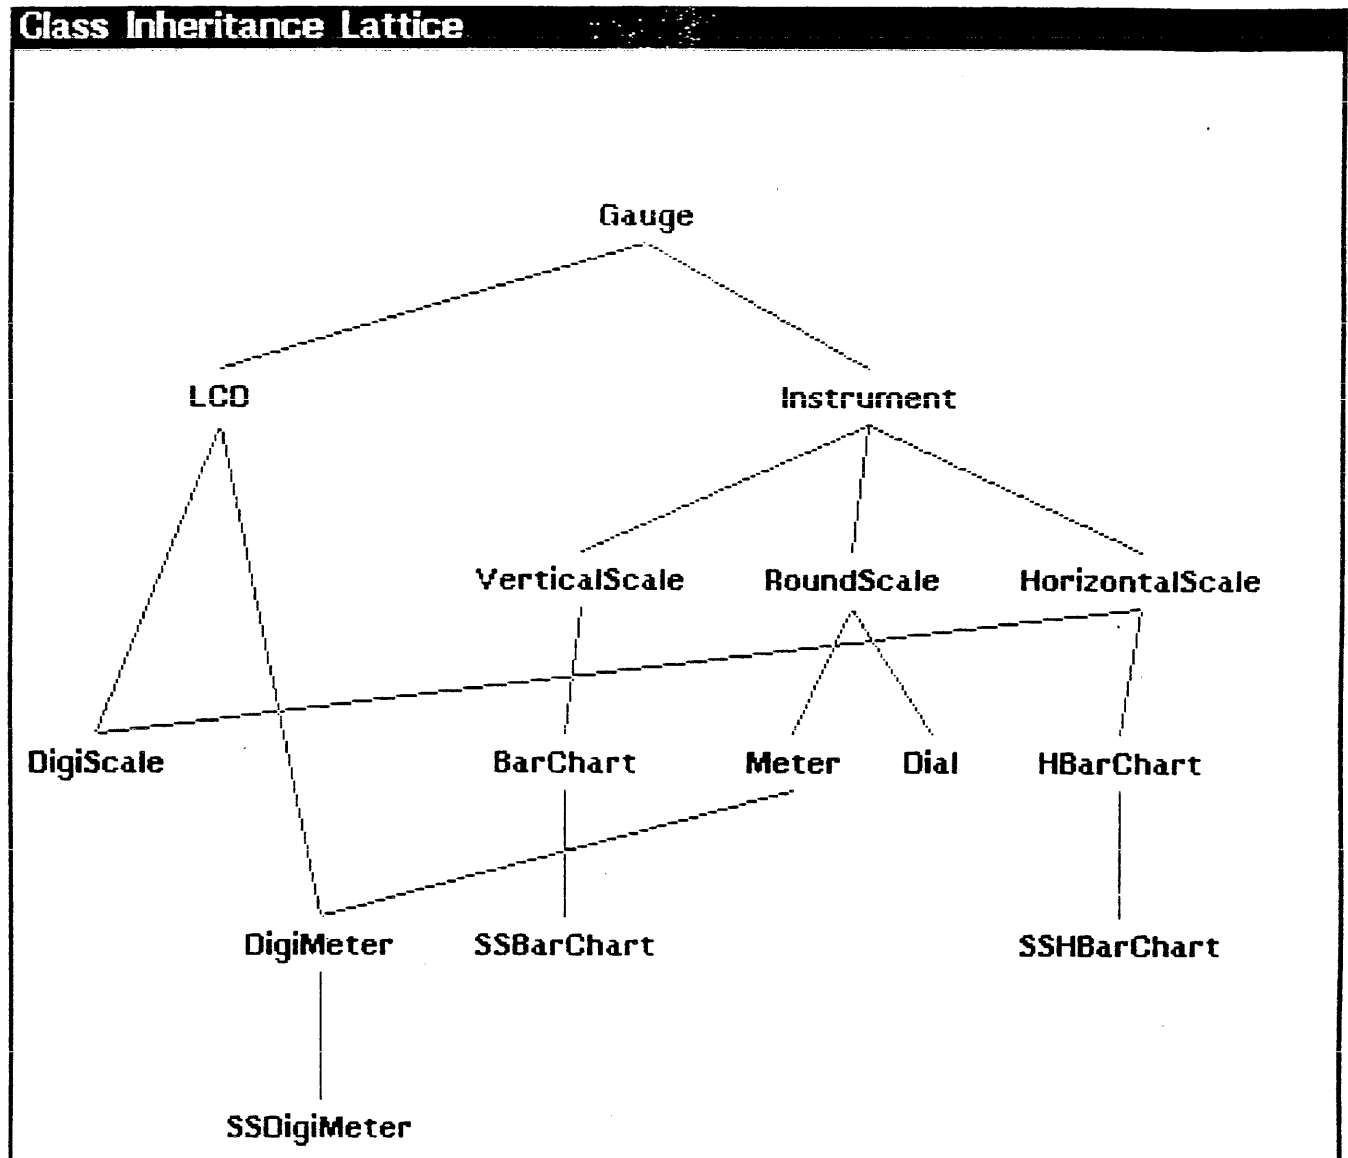 Class Inheritance Lattice
Gauge
LCD Instrument
VerticalScale RoundScale HorizontalScale
DigiScale BarChart Meter Dial HBarChart
DigiMeter SSBarChart SSHBarChart
SSDigiMeter